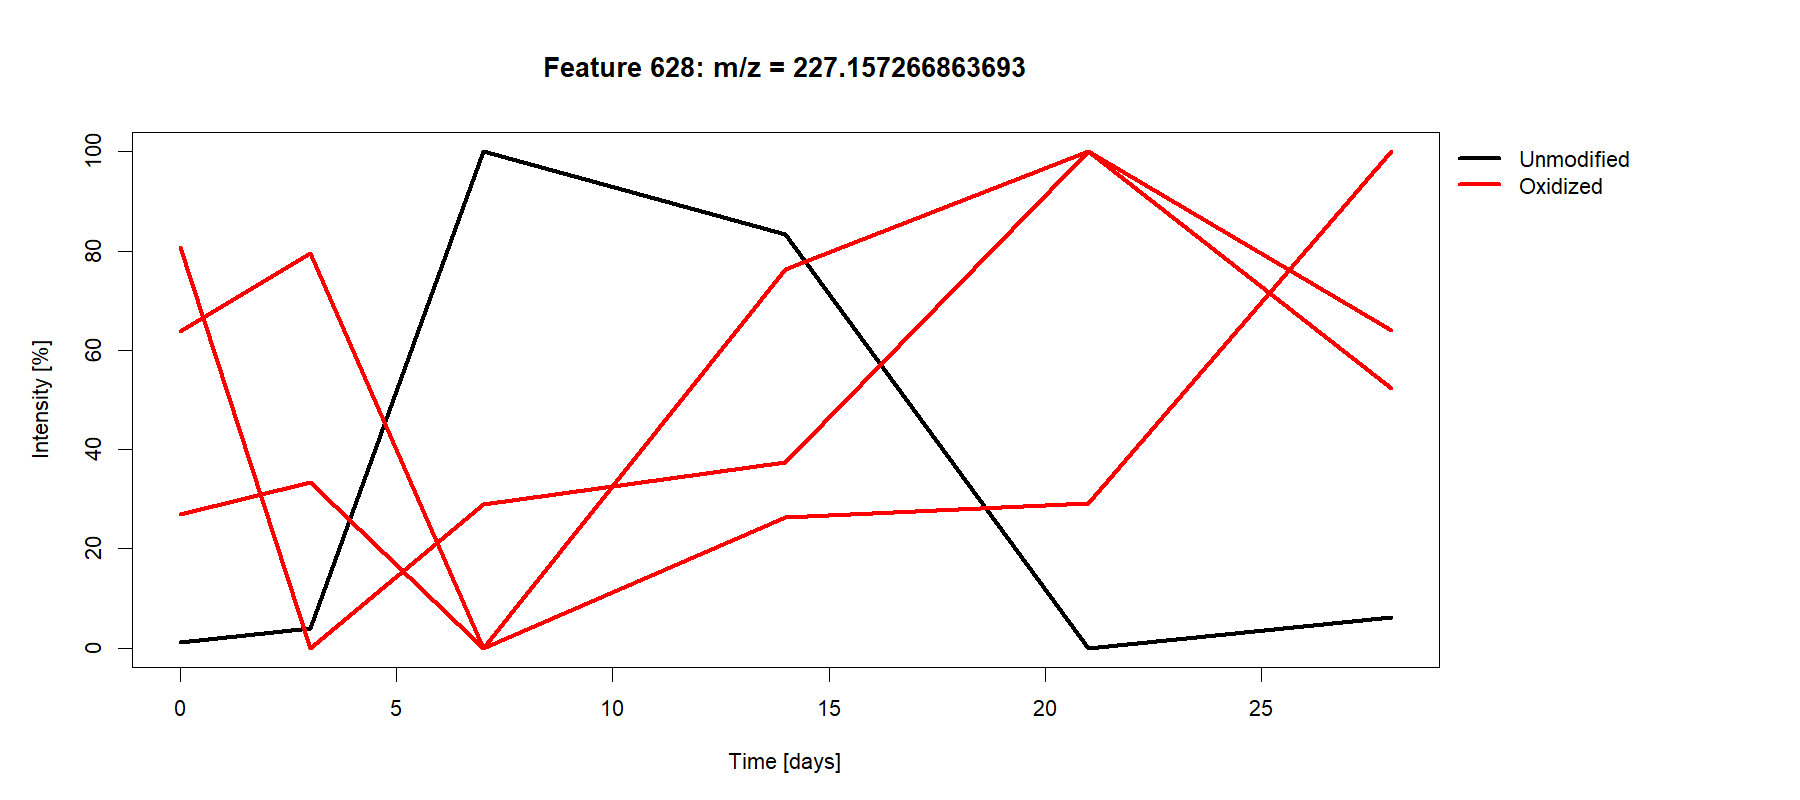 Feature 628: m/z = 227.157266863693
Unmodified
Oxidized
Intensity [%]
100
80
60
40
20
0
0 5 10 15 20 25
Time [days]